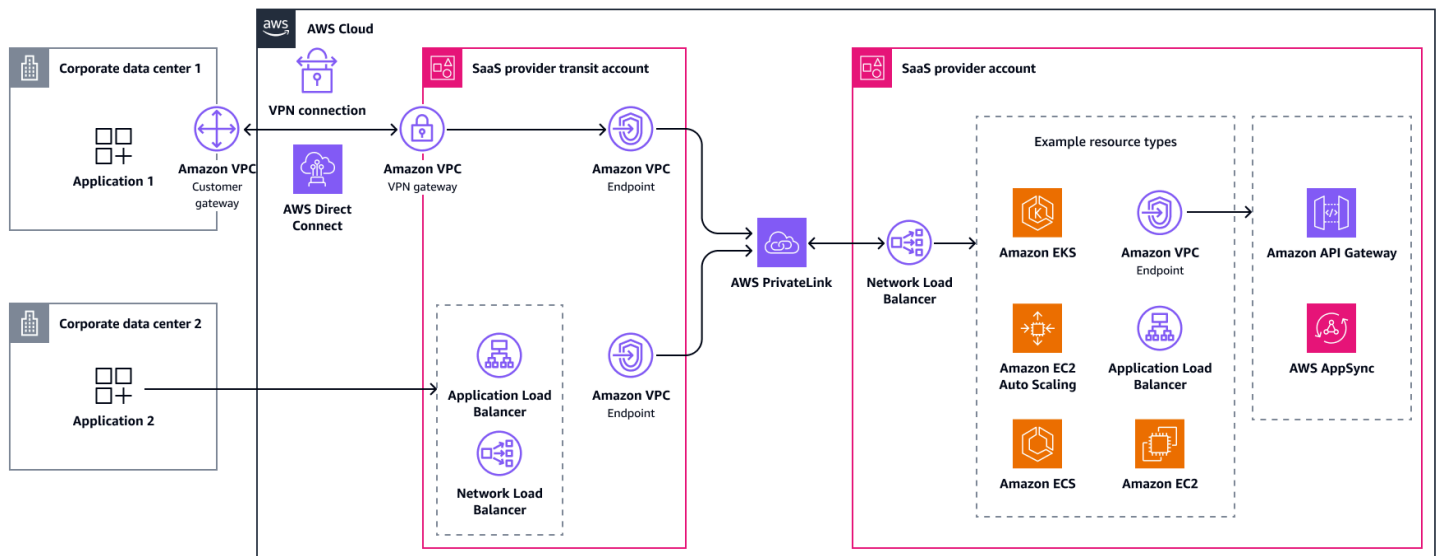 aws
AWS Cloud
Corporate data center 1
Application 1
Amazon VPC
Customer
gateway
VPN connection
AWS Direct
Connect
SaaS provider transit account
Amazon VPC
VPN gateway
Amazon VPC
Endpoint
Corporate data center 2
Application 2
Application Load
Balancer
Network Load
Balancer
Amazon VPC
Endpoint
AWS PrivateLink
SaaS provider account
Network Load
Balancer
Example resource types
Amazon EKS
Amazon VPC
Endpoint
Amazon EC2
Auto Scaling
Application Load
Balancer
Amazon ECS
Amazon EC2
Amazon API Gateway
AWS AppSync